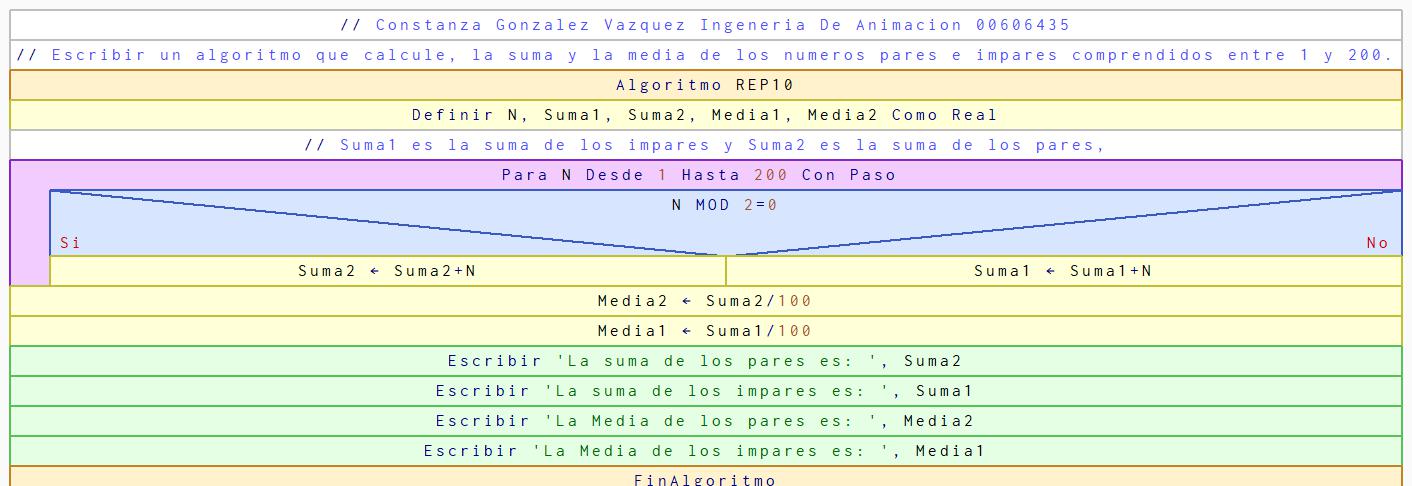 // Constanza Gonzalez Vazquez Ingeneria De Animacion 00606435
// Escribir un algoritmo que calcule, la suma y la media de los numeros pares e impares comprendidos entre 1 y 200.
Algoritmo REP10
Definir N, Suma1, Suma2, Media1, Media2 Como Real
// Suma1 es la suma de los impares y Suma2 es la suma de los pares,
Para N Desde 1 Hasta 200 Con Paso
N MOD 2=0
Si No
Suma2 ← Suma2+N Suma1 ← Suma1+N
Media2 ← Suma2/100
Media1 ← Suma1/100
Escribir 'La suma de los pares es: ', Suma2
Escribir 'La suma de los impares es: ', Suma1
Escribir 'La Media de los pares es: ', Media2
Escribir 'La Media de los impares es: ', Media1
FinAlgoritmo